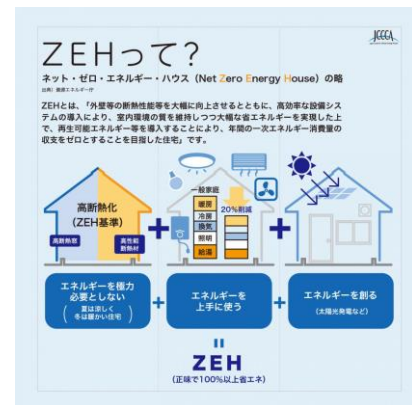 JCCCA
ZEHって？
ネット・ゼロ・エネルギー・ハウス（Net Zero Energy House）の略
出典）資源エネルギー庁
ZEHとは、「外壁等の断熱性能等を大幅に向上させるとともに、高効率な設備シス
テムの導入により、室内環境の質を維持しつつ大幅な省エネルギーを実現した上
で、再生可能エネルギー等を導入することにより、年間の一次エネルギー消費量の
収支をゼロとすることを目指した住宅」です。
高断熱化
（ZEH基準）
高断熱窓
高性能
断熱材
+
一般家庭
暖房
冷房
換気
照明
給湯
20%削減
+
エネルギーを極力
必要としない
（夏は涼しく
冬は暖かい住宅）
+
エネルギーを
上手に使う
+
エネルギーを創る
（太陽光発電など）
=
ZEH
（正味で100%以上省エネ）